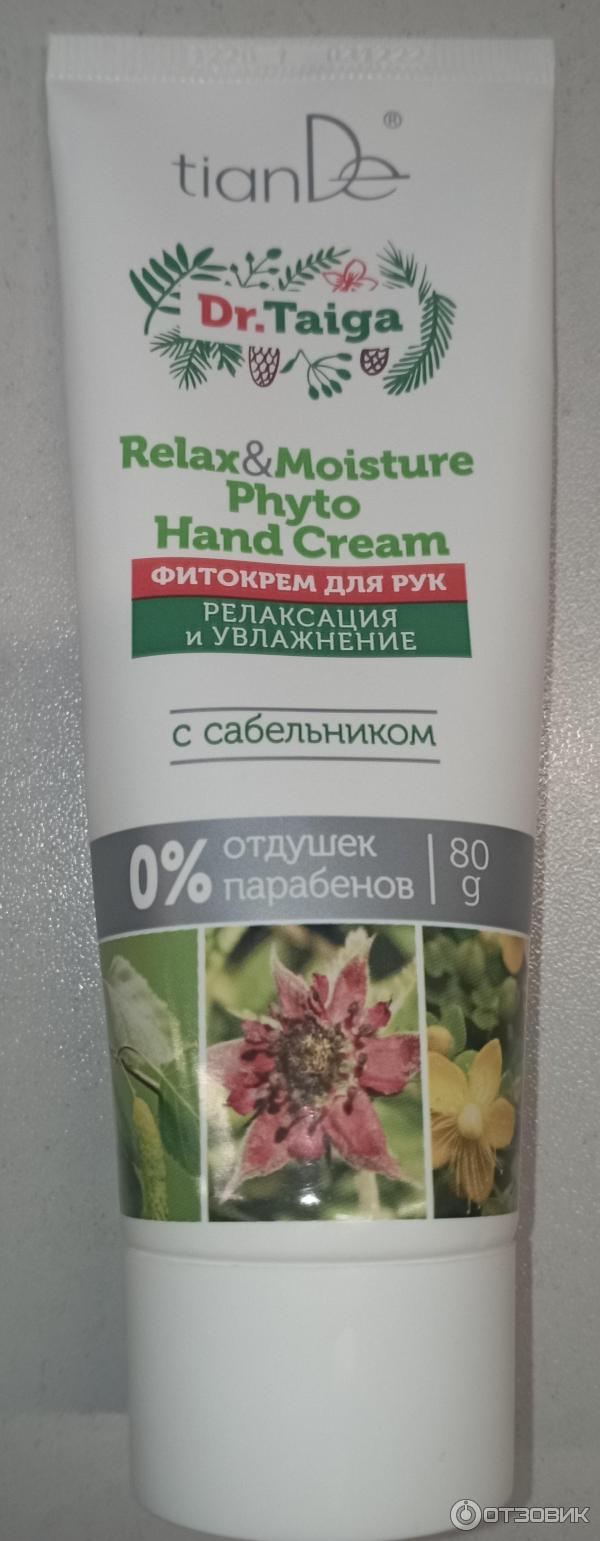 tianDe®
Dr.Taiga
Relax&Moisture
Phyto
Hand Cream
ФИТОКРЕМ ДЛЯ РУК
РЕЛАКСАЦИЯ
и УВЛАЖНЕНИЕ
с сабельником
0% отдушек
парабенов
80
g
ОТЗОВИК